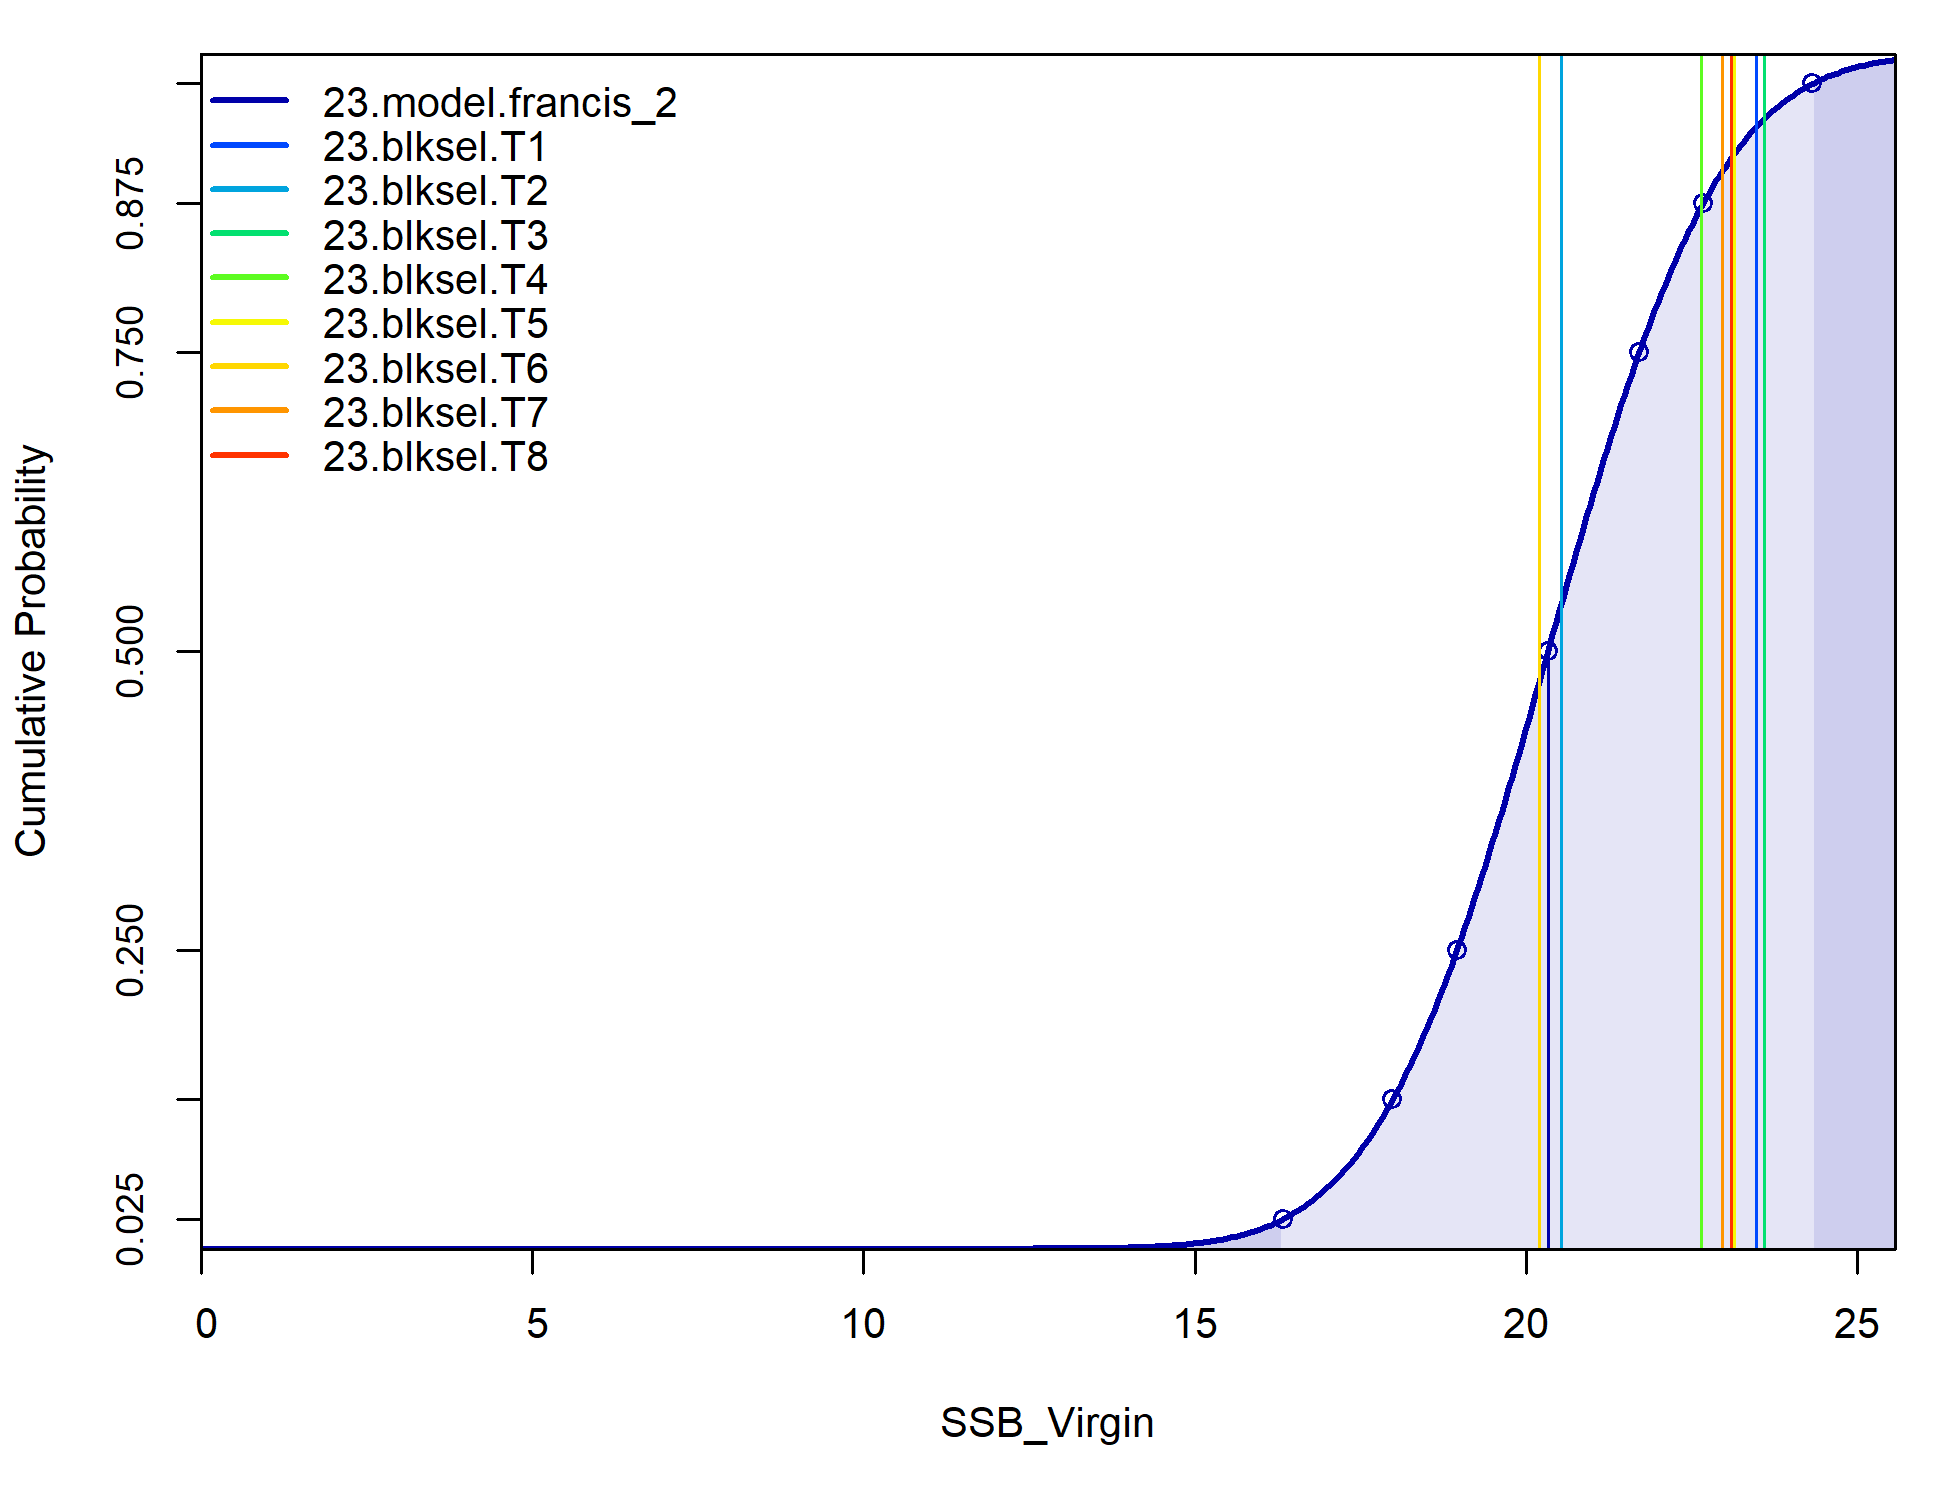 23.model.francis_2
23.blksel.T1
23.blksel.T2
23.blksel.T3
23.blksel.T4
23.blksel.T5
23.blksel.T6
23.blksel.T7
23.blksel.T8
Cumulative Probability
0.875
0.750
0.500
0.250
0.025
0 5 10 15 20 25
SSB_Virgin